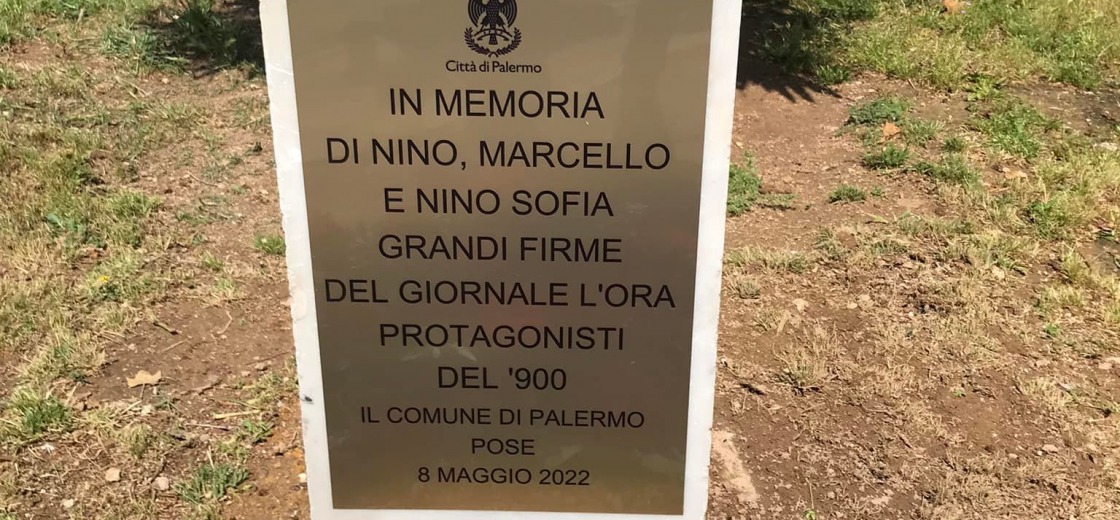 Città di Palermo
IN MEMORIA
DI NINO, MARCELLO
E NINO SOFIA
GRANDI FIRME
DEL GIORNALE L'ORA
PROTAGONISTI
DEL '900
IL COMUNE DI PALERMO
POSE
8 MAGGIO 2022